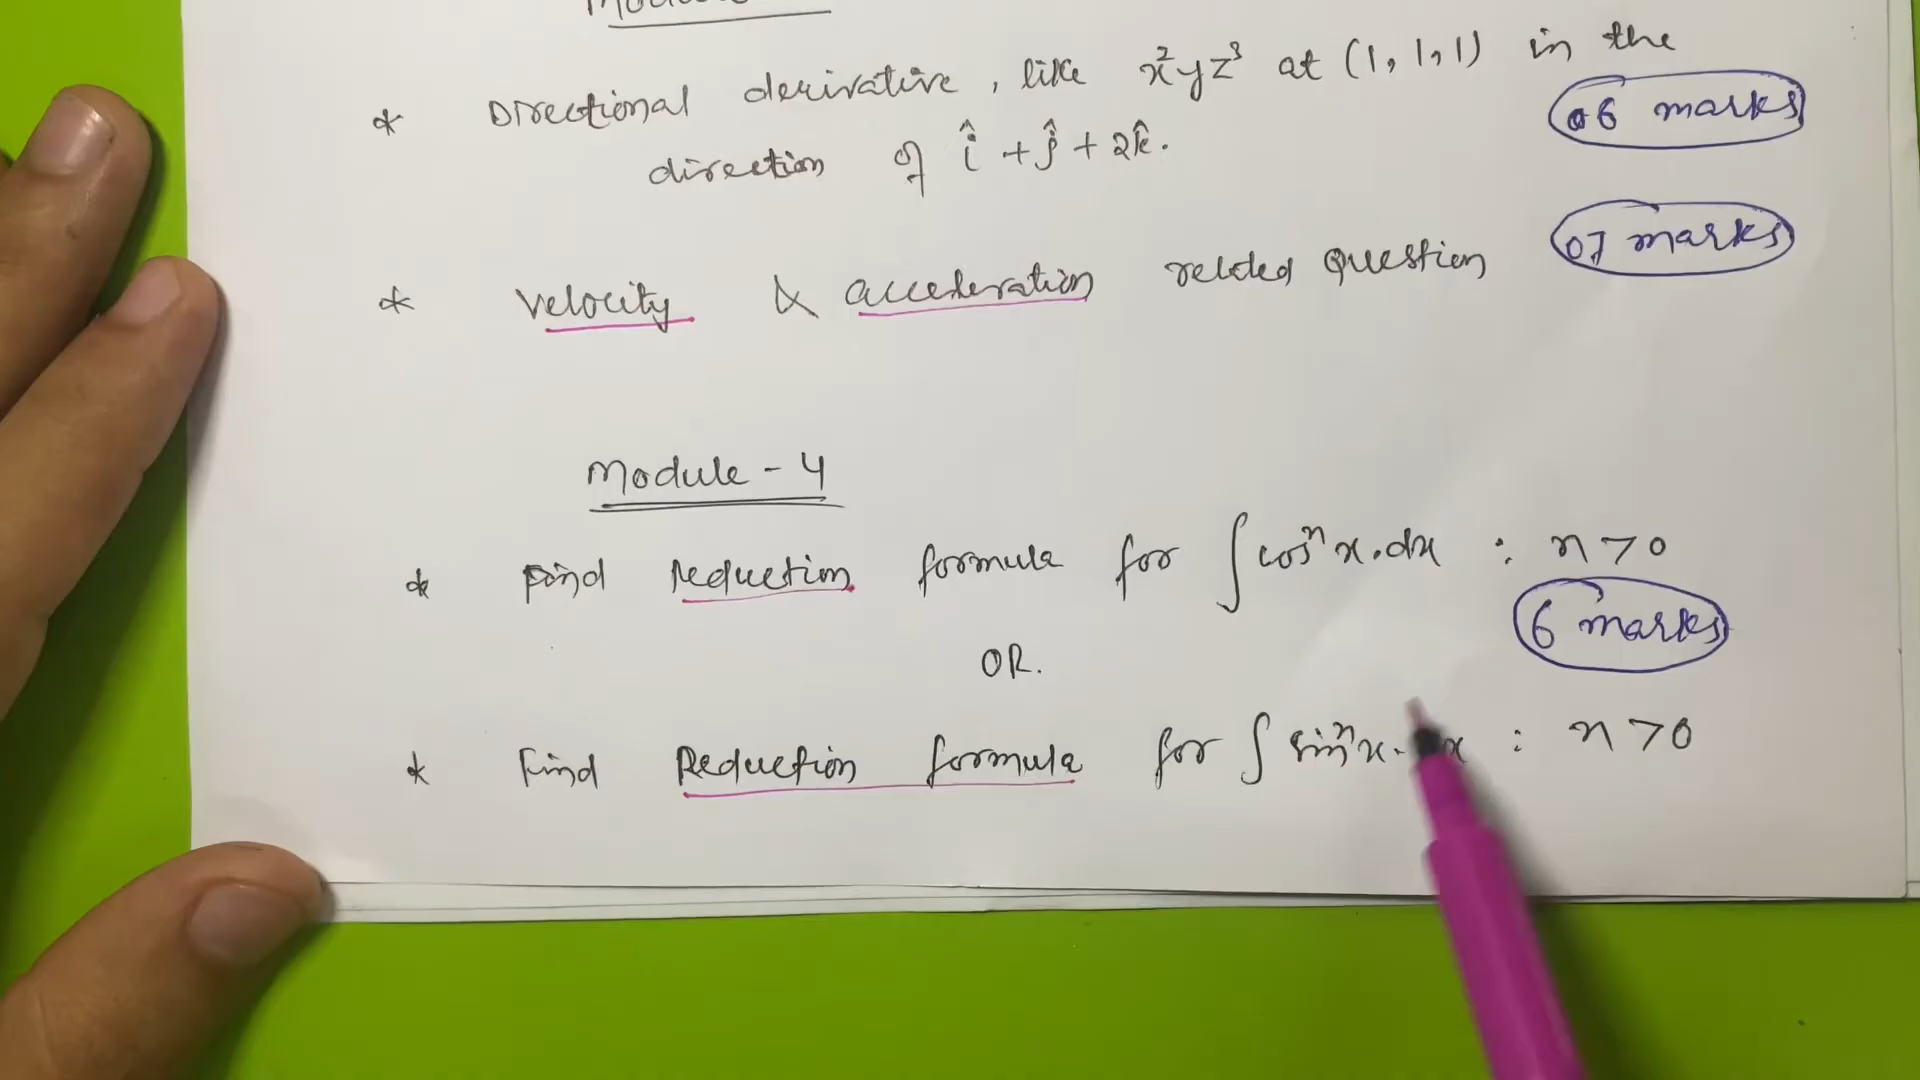 * Directional derivative, like x²yz³ at (1, 1, 1) in the
06 marks
direction of î + ĵ + 2k̂.
* velocity & acceleration related question
07 marks
Module - 4
* Find reduction formula for ∫ cosⁿx.dx : n > 0
6 marks
OR.
* Find Reduction formula for ∫ sinⁿx. x : n > 0